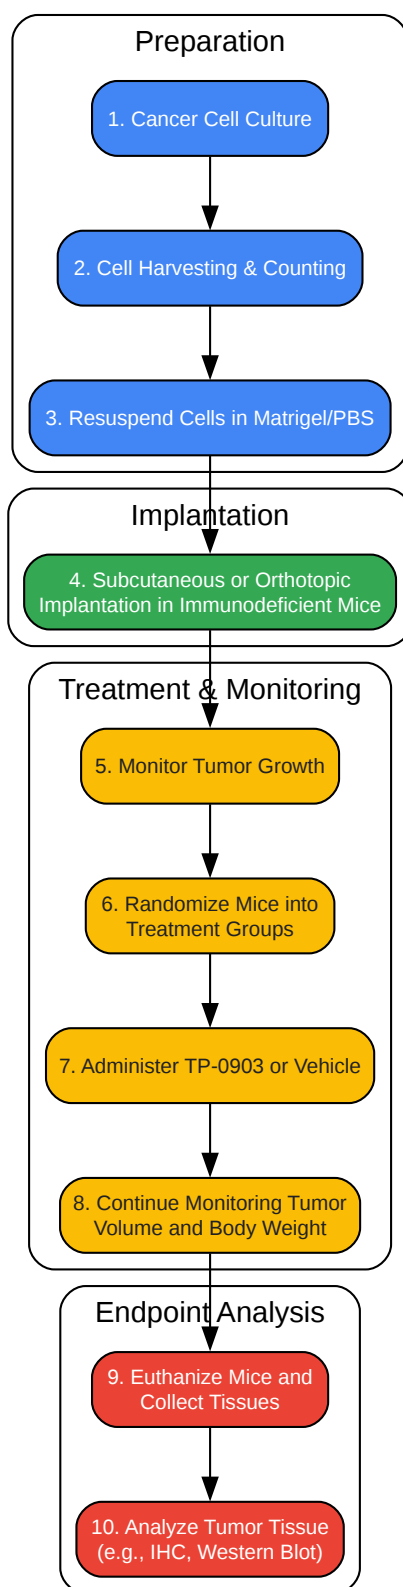 Preparation
1. Cancer Cell Culture
2. Cell Harvesting & Counting
3. Resuspend Cells in Matrigel/PBS
Implantation
4. Subcutaneous or Orthotopic
Implantation in Immunodeficient Mice
Treatment & Monitoring
5. Monitor Tumor Growth
6. Randomize Mice into
Treatment Groups
7. Administer TP-0903 or Vehicle
8. Continue Monitoring Tumor
Volume and Body Weight
Endpoint Analysis
9. Euthanize Mice and
Collect Tissues
10. Analyze Tumor Tissue
(e.g., IHC, Western Blot)